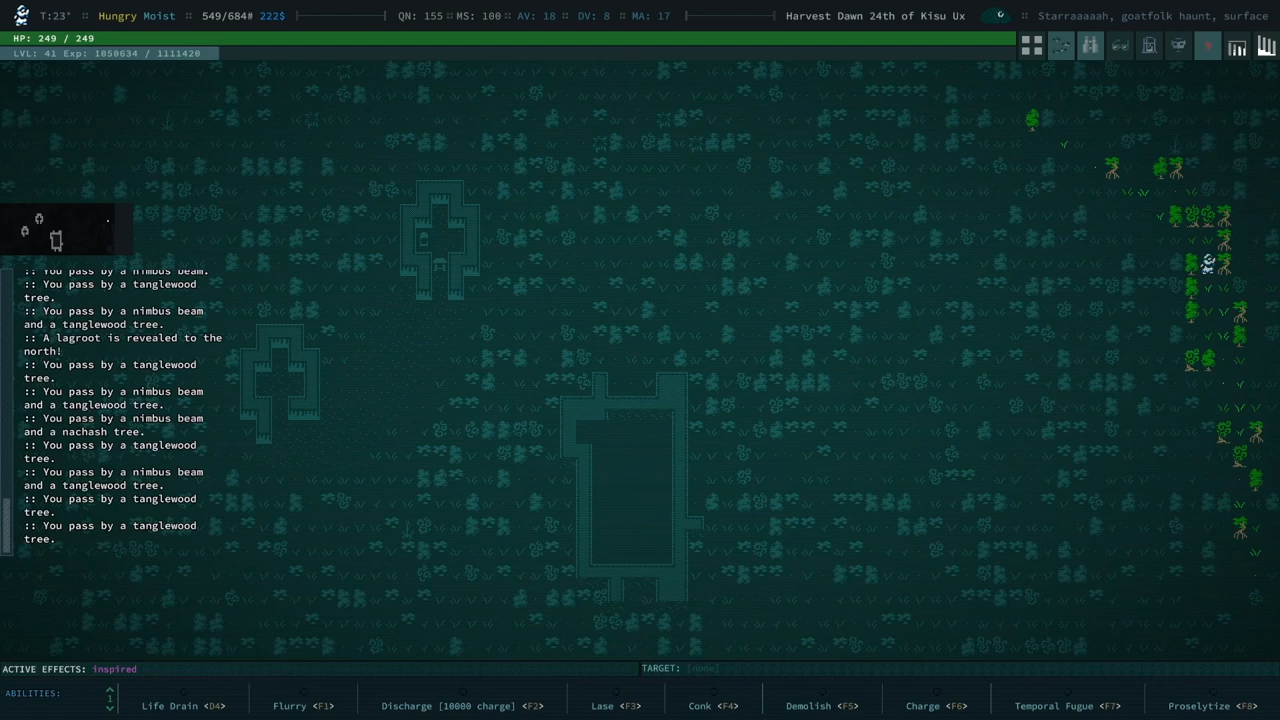 T:23° :: Hungry Moist :: 549/684# 222$ :: QN: 155 :: MS: 100 :: AV: 18 :: DV: 8 :: MA: 17 Harvest Dawn 24th of Kisu Ux :: Starraaaaah, goatfolk haunt, surface
HP: 249 / 249
LVL: 41 Exp: 1050634 / 1111420
:: You pass by a nimbus beam.
:: You pass by a tanglewood
tree.
:: You pass by a nimbus beam
and a tanglewood tree.
:: A lagroot is revealed to the
north!
:: You pass by a tanglewood
tree.
:: You pass by a nimbus beam
and a tanglewood tree.
:: You pass by a nimbus beam
and a nachash tree.
:: You pass by a tanglewood
tree.
:: You pass by a nimbus beam
and a tanglewood tree.
:: You pass by a tanglewood
tree.
:: You pass by a tanglewood
tree.
ACTIVE EFFECTS: inspired TARGET: [none]
ABILITIES: 1 Life Drain <D4> Flurry <F1> Discharge [10000 charge] <F2> Lase <F3> Conk <F4> Demolish <F5> Charge <F6> Temporal Fugue <F7> Proselytize <F8>